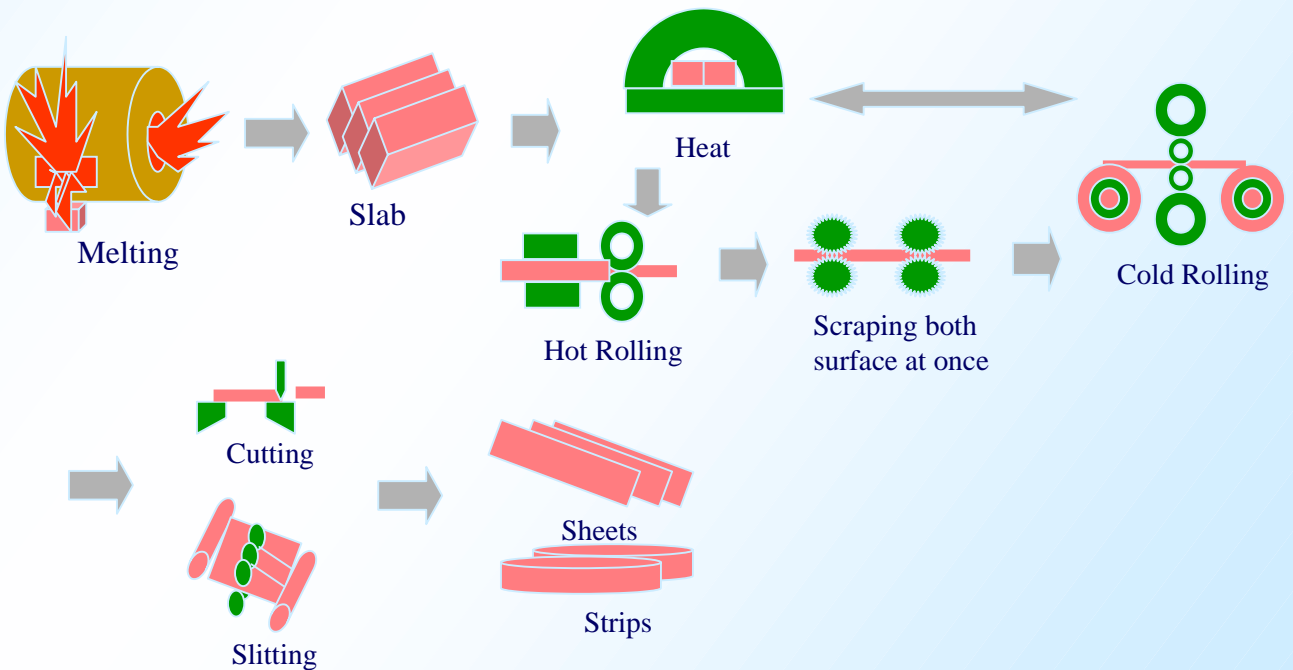 Melting
Slab
Heat
Hot Rolling
Scraping both
surface at once
Cold Rolling
Cutting
Slitting
Sheets
Strips